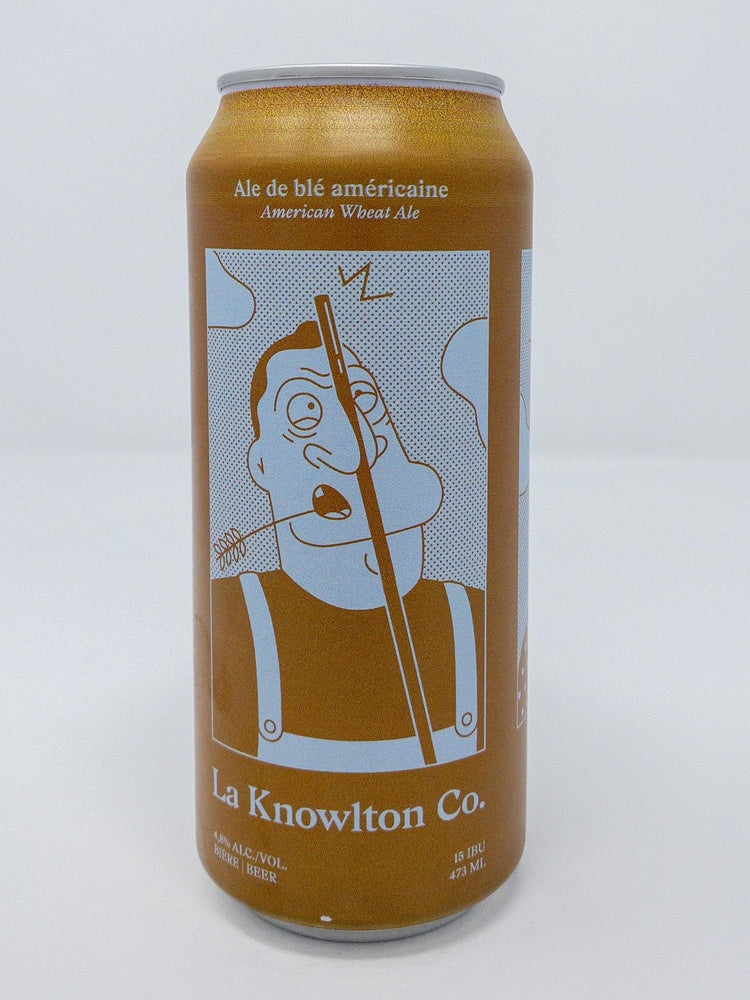 Ale de blé américaine
American Wheat Ale
La Knowlton Co.
4,8% ALC./VOL.
BIÈRE | BEER
15 IBU
473 ML